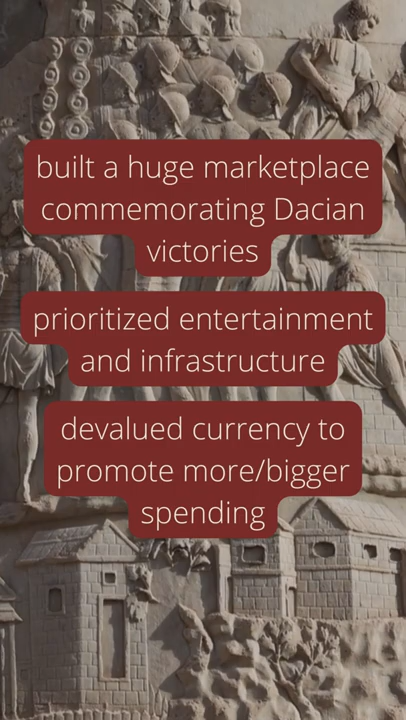 built a huge marketplace
commemorating Dacian
victories
prioritized entertainment
and infrastructure
devalued currency to
promote more/bigger
spending